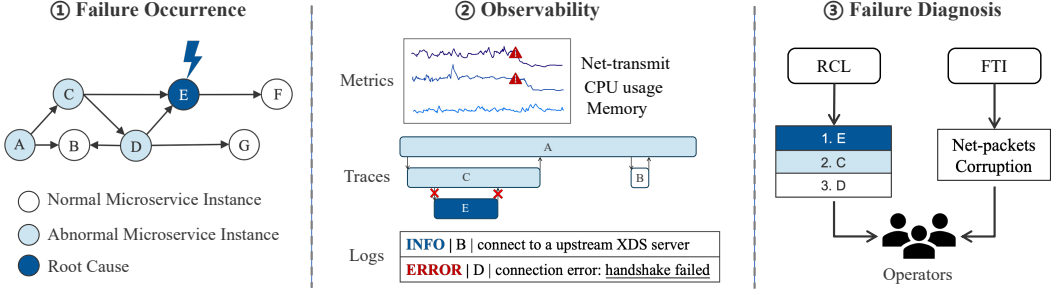 ① Failure Occurrence
C
E
F
A
B
D
G
Normal Microservice Instance
Abnormal Microservice Instance
Root Cause
② Observability
Metrics
Net-transmit
CPU usage
Memory
Traces
A
C
B
E
Logs
INFO | B | connect to a upstream XDS server
ERROR | D | connection error: handshake failed
③ Failure Diagnosis
RCL
FTI
1. E
2. C
3. D
Net-packets
Corruption
Operators